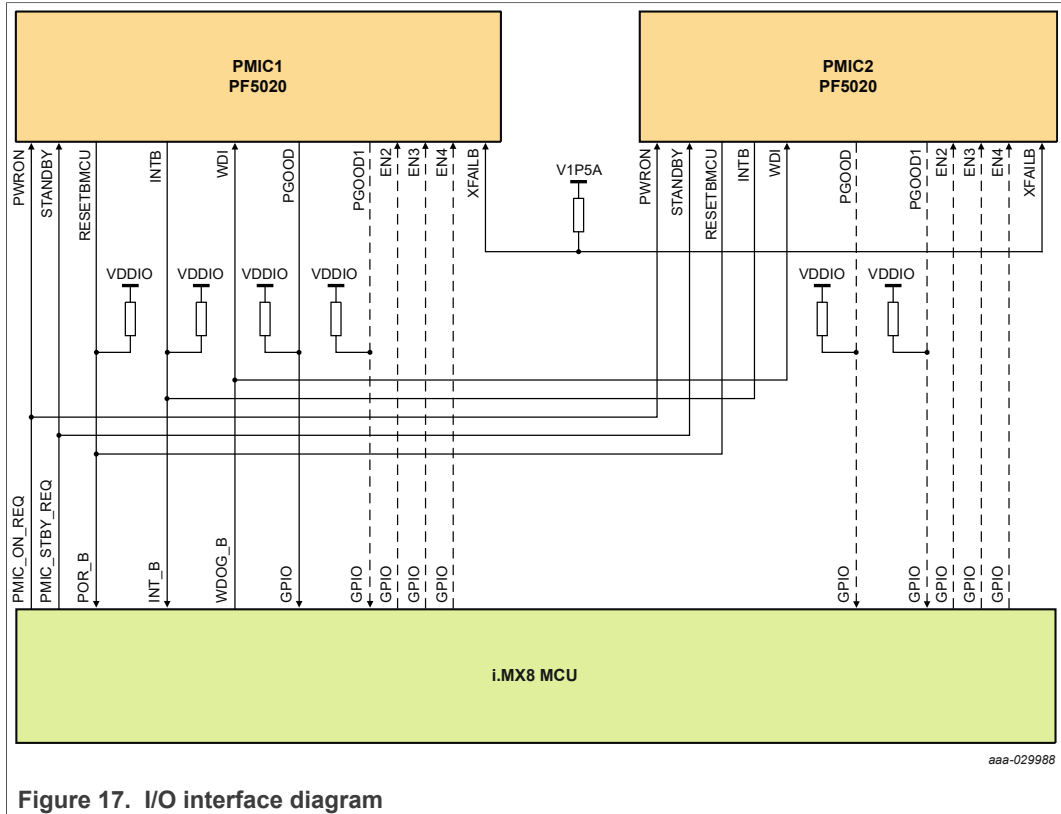 PMIC1
PF5020
PMIC2
PF5020
PWRON
STANDBY
RESETBMCU
INTB
WDI
PGOOD
PGOOD1
EN2
EN3
EN4
XFAILB
V1P5A
PWRON
STANDBY
RESETBMCU
INTB
WDI
PGOOD
PGOOD1
EN2
EN3
EN4
XFAILB
VDDIO
VDDIO
VDDIO
VDDIO
VDDIO
VDDIO
PMIC_ON_REQ
PMIC_STBY_REQ
POR_B
INT_B
WDOG_B
GPIO
GPIO
GPIO
GPIO
GPIO
GPIO
GPIO
GPIO
GPIO
GPIO
i.MX8 MCU
aaa-029988
Figure 17. I/O interface diagram